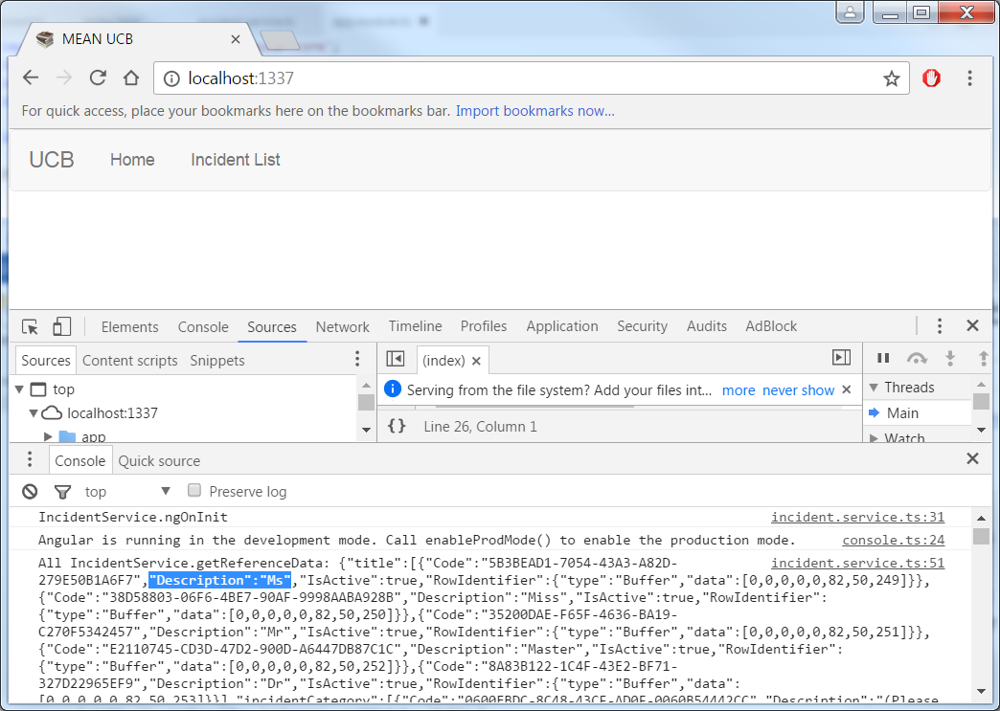 MEAN UCB
localhost:1337
For quick access, place your bookmarks here on the bookmarks bar. Import bookmarks now...
UCB Home Incident List
Elements Console Sources Network Timeline Profiles Application Security Audits AdBlock
Sources Content scripts Snippets
(index)
top
localhost:1337
app
Serving from the file system? Add your files int... more never show
{} Line 26, Column 1
Threads
Main
Watch
Console Quick source
top Preserve log
IncidentService.ngOnInit incident.service.ts:31
Angular is running in the development mode. Call enableProdMode() to enable the production mode. console.ts:24
All IncidentService.getReferenceData: {"title":[{"Code":"5B3BEAD1-7054-43A3-A82D- incident.service.ts:51
279E50B1A6F7","Description":"Ms","IsActive":true,"RowIdentifier":{"type":"Buffer","data":[0,0,0,0,0,82,50,249]}},
{"Code":"38D58803-06F6-4BE7-90AF-9998AABA928B","Description":"Miss","IsActive":true,"RowIdentifier":
{"type":"Buffer","data":[0,0,0,0,0,82,50,250]}},{"Code":"35200DAE-F65F-4636-BA19-
C270F5342457","Description":"Mr","IsActive":true,"RowIdentifier":{"type":"Buffer","data":[0,0,0,0,0,82,50,251]}},
{"Code":"E2110745-CD3D-47D2-900D-A6447DB87C1C","Description":"Master","IsActive":true,"RowIdentifier":
{"type":"Buffer","data":[0,0,0,0,0,82,50,252]}},{"Code":"8A83B122-1C4F-43E2-BF71-
327D22965EF9","Description":"Dr","IsActive":true,"RowIdentifier":{"type":"Buffer","data":
[0,0,0,0,0,82,50,253]}}],"incidentCategory":[{"Code":"0600EBDC-8C48-43CE-AD0E-0060B54442CC","Description":"(Please